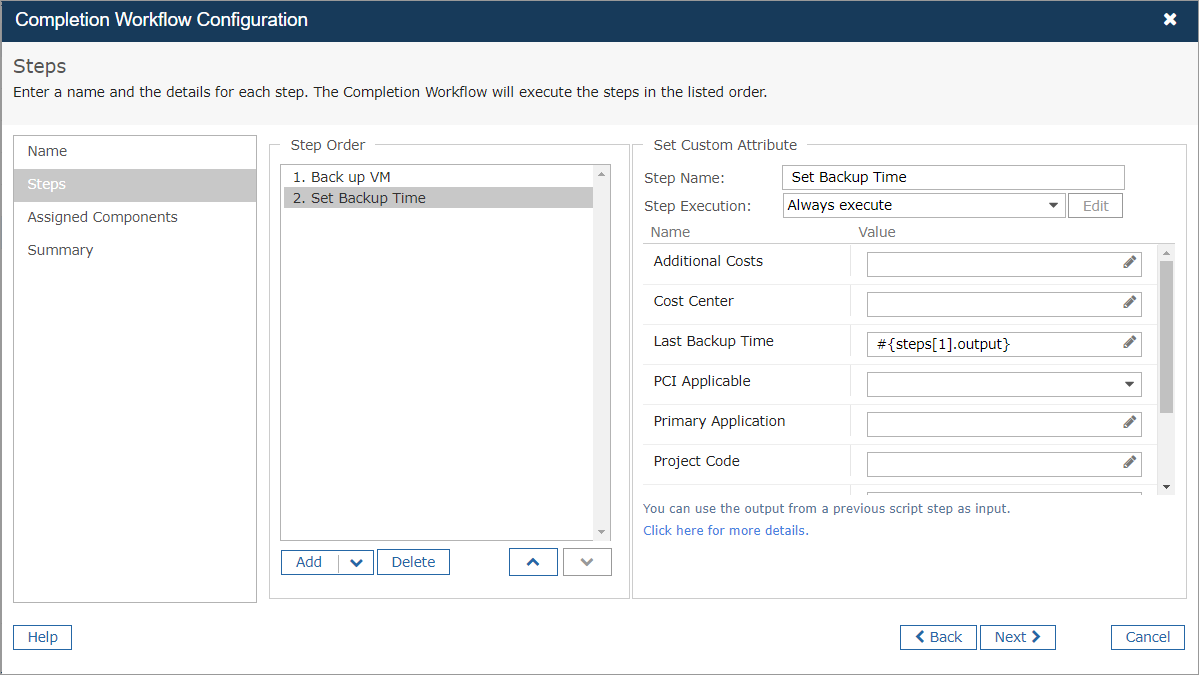 Completion Workflow Configuration
Steps
Enter a name and the details for each step. The Completion Workflow will execute the steps in the listed order.
Name
Steps
Assigned Components
Summary
Step Order
1. Back up VM
2. Set Backup Time
Add
Delete
Set Custom Attribute
Step Name: Set Backup Time
Step Execution: Always execute Edit
Name Value
Additional Costs
Cost Center
Last Backup Time #{steps[1].output}
PCI Applicable
Primary Application
Project Code
You can use the output from a previous script step as input.
Click here for more details.
Help
Back
Next
Cancel